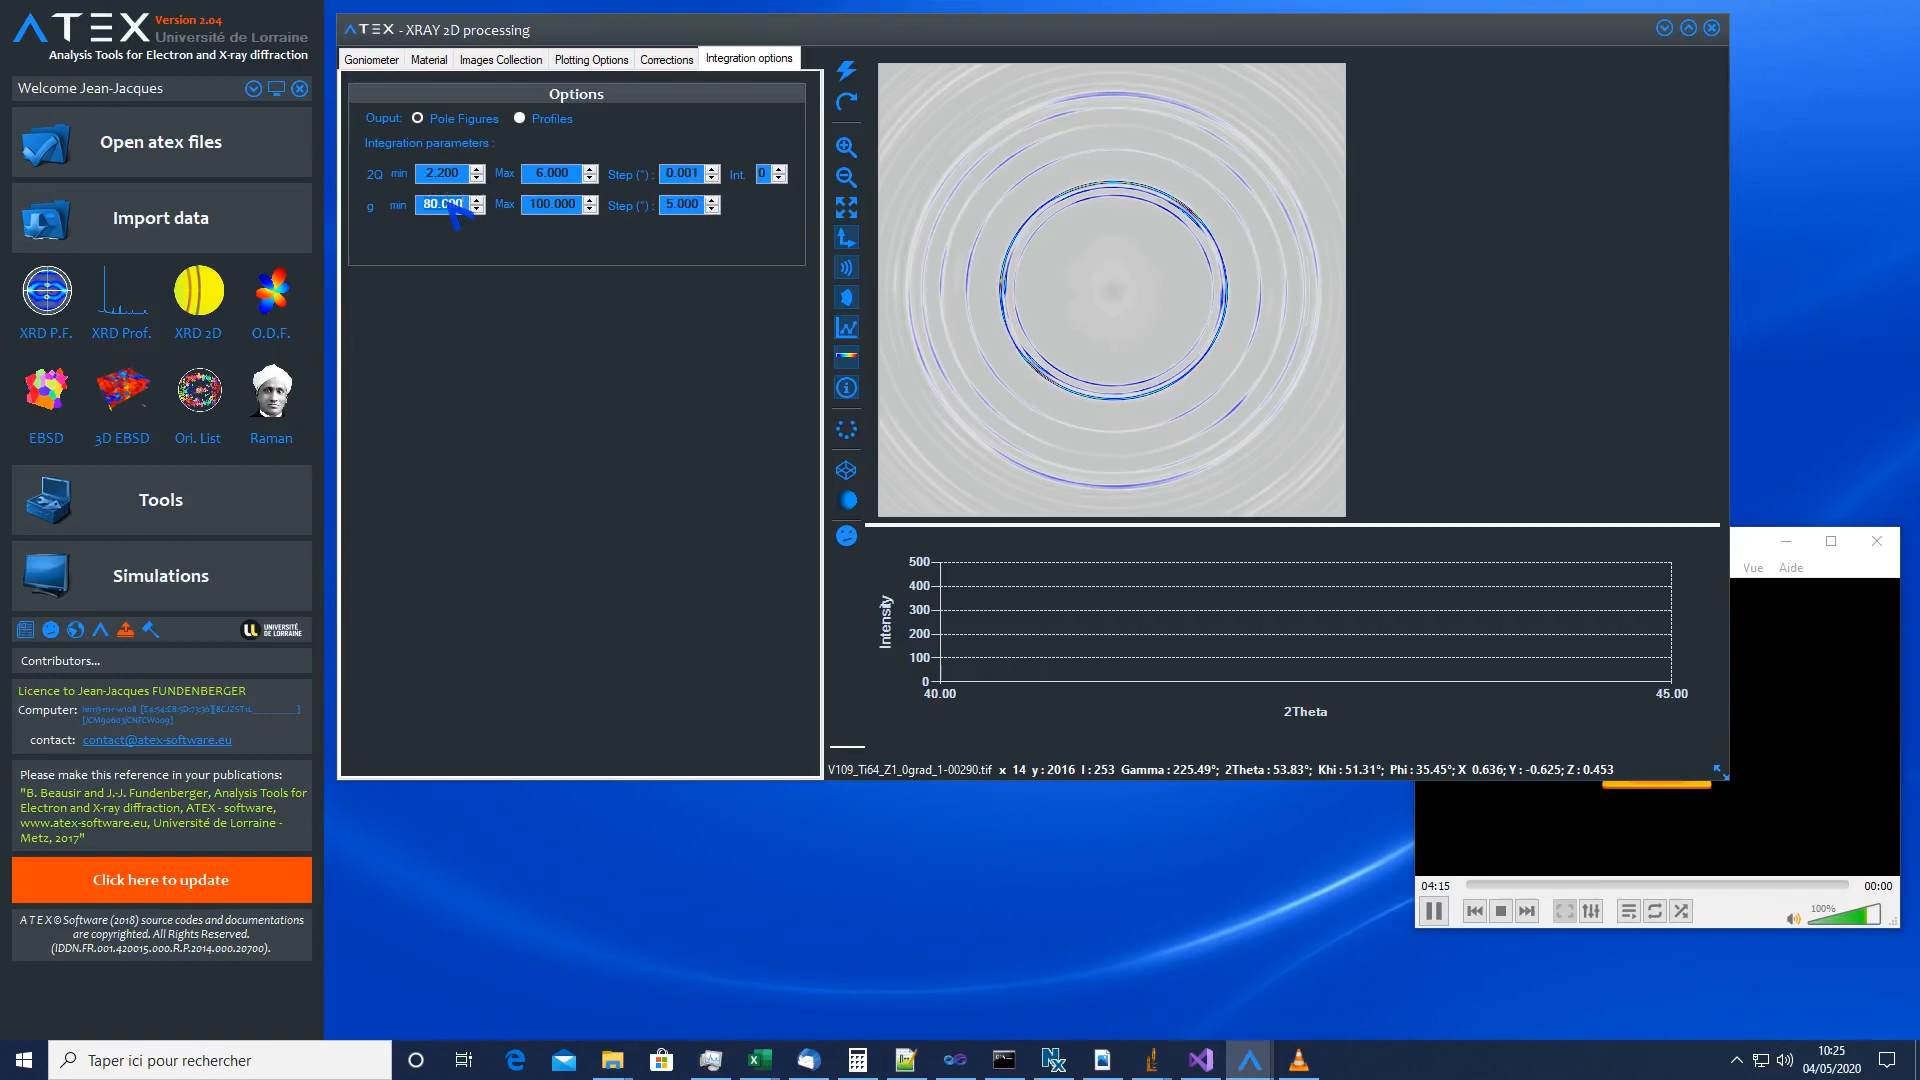 ATEX Version 2.04
Université de Lorraine
Analysis Tools for Electron and X-ray diffraction
Welcome Jean-Jacques
Open atex files
Import data
XRD P.F. XRD Prof. XRD 2D O.D.F.
EBSD 3D EBSD Ori. List Raman
Tools
Simulations
UNIVERSITÉ DE LORRAINE
Contributors...
Licence to Jean-Jacques FUNDENBERGER
Computer:
contact: contact@atex-software.eu
Please make this reference in your publications:
"B. Beausir and J.-J. Fundenberger, Analysis Tools for
Electron and X-ray diffraction, ATEX - software,
www.atex-software.eu, Université de Lorraine -
Metz, 2017"
Click here to update
A T E X © Software (2018) source codes and documentations
are copyrighted. All Rights Reserved.
(IDDN.FR.001.420015.000.R.P.2014.000.20700).
ATEX - XRAY 2D processing
Goniometer Material Images Collection Plotting Options Corrections Integration options
Options
Ouput: Pole Figures Profiles
Integration parameters :
2Q min 2.200 Max 6.000 Step (°) : 0.001 Int. 0
g min 80.000 Max 100.000 Step (°) : 5.000
500
400
300
200
100
0
40.00 45.00
Intensity
2Theta
V109_Ti64_Z1_0grad_1-00290.tif x 14 y : 2016 I : 253 Gamma : 225.49°; 2Theta : 53.83°; Khi : 51.31°; Phi : 35.45°; X 0.636; Y : -0.625; Z : 0.453
Vue Aide
04:15 00:00
100%
Taper ici pour rechercher
10:25
04/05/2020